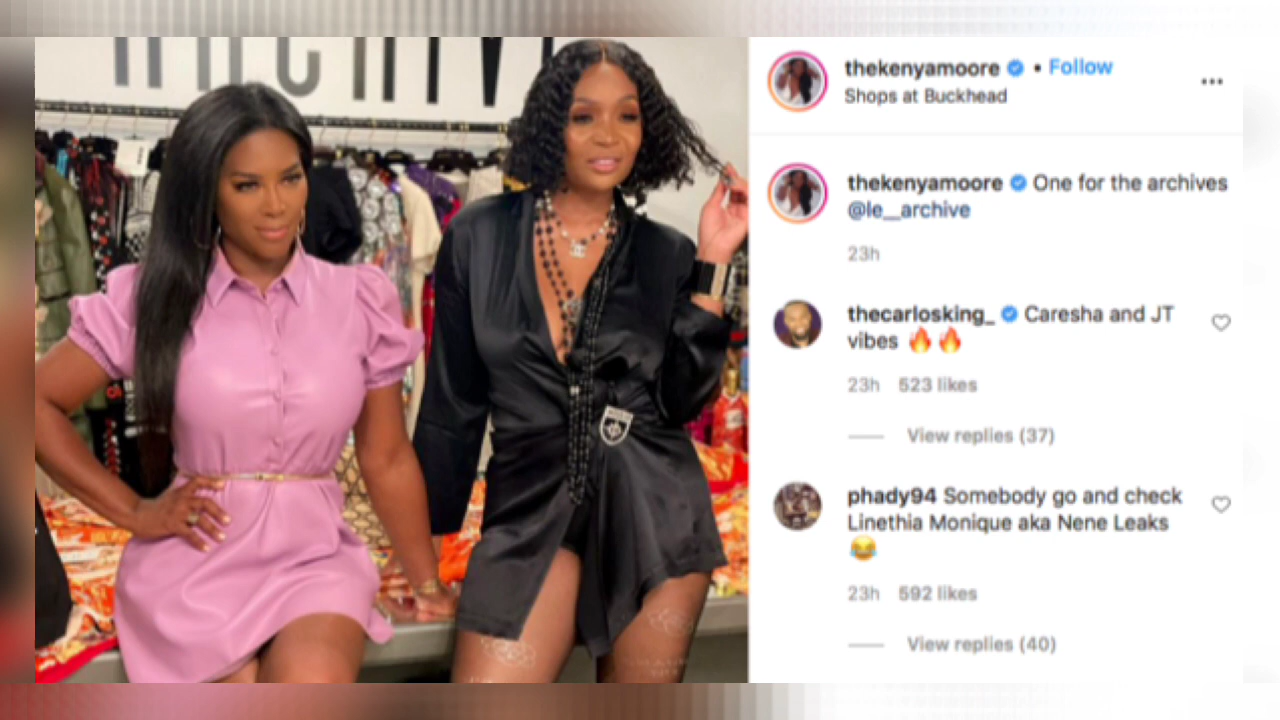 thekenyamoore • Follow
Shops at Buckhead
thekenyamoore One for the archives
@le__archive
23h
thecarlosking_ Caresha and JT
vibes 🔥🔥
23h 523 likes
View replies (37)
phady94 Somebody go and check
Linethia Monique aka Nene Leaks
😂
23h 592 likes
View replies (40)